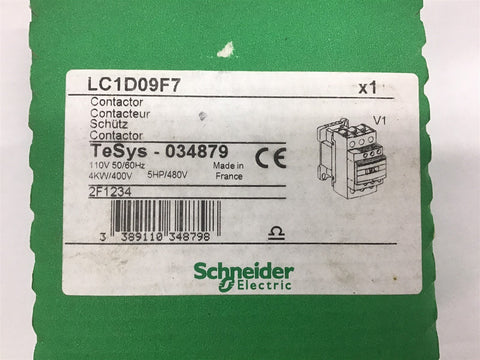 LC1D09F7 x1
Contactor
Contacteur
Schütz
Contactor
V1
TeSys - 034879
110V 50/60Hz Made in
4KW/400V 5HP/480V France
CE
2F1234
3 389110 348798
Schneider
Electric